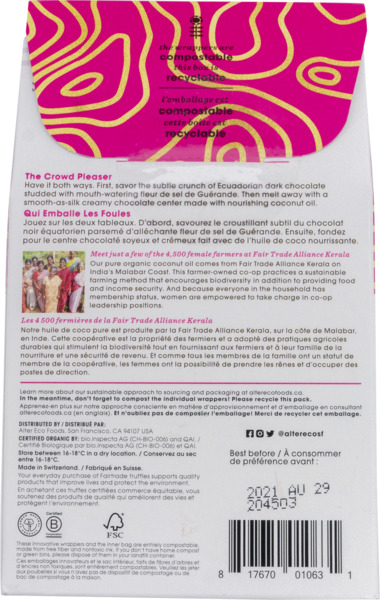 the wrappers are
compostable
this box is
recyclable
l'emballage est
compostable
cette boîte est
recyclable
The Crowd Pleaser
Have it both ways. First, savor the subtle crunch of Ecuadorian dark chocolate
studded with mouth-watering fleur de sel de Guérande. Then melt away with a
smooth-as-silk creamy chocolate center made with nourishing coconut oil.
Qui Emballe Les Foules
Jouez sur les deux tableaux. D'abord, savourez le croustillant subtil du chocolat
noir équatorien parsemé d'alléchante fleur de sel de Guérande. Ensuite, fondez
pour le centre chocolaté soyeux et crémeux fait avec de l'huile de coco nourrissante.
Meet just a few of the 4,500 female farmers at Fair Trade Alliance Kerala
Our pure organic coconut oil comes from Fair Trade Alliance Kerala on
India's Malabar Coast. This farmer-owned co-op practices a sustainable
farming method that encourages biodiversity in addition to providing food
and income security. And because everyone in the household has
membership status, women are empowered to take charge in co-op
leadership positions.
Les 4 500 fermières de la Fair Trade Alliance Kerala
Notre huile de coco pure est produite par la Fair Trade Alliance Kerala, sur la côte de Malabar,
en Inde. Cette coopérative est la propriété des fermiers et a adopté des pratiques agricoles
durables qui stimulent la biodiversité tout en fournissant aux fermiers et à leur famille de la
nourriture et une sécurité de revenu. Et comme tous les membres de la famille ont un statut de
membre de la coopérative, les femmes ont la possibilité de prendre les rênes et d'occuper des
postes de direction.
Learn more about our sustainable approach to sourcing and packaging at alterecofoods.ca.
In the meantime, don't forget to compost the individual wrappers! Please recycle this pack.
Apprenez-en plus sur notre approche consciente en matière d'approvisionnement et d'emballage en consultant
alterecofoods.ca (en anglais). Et n'oubliez pas de composter l'emballage! Merci de recycler cet emballage.
DISTRIBUTED BY / DISTRIBUÉ PAR:
Alter Eco Foods. San Francisco, CA 94107 USA
CERTIFIED ORGANIC BY: bio.inspecta AG (CH-BIO-006) and QAI. /
Certifié Biologique par bio.inspecta AG (CH-BIO-006) et QAI.
Store between 16-18°C in a dry location. / Conservez au sec
entre 16-18°C.
Made in Switzerland. / Fabriqué en Suisse.
Your everyday purchase of Fairtrade truffles supports quality
products that improve lives and protect the environment.
En achetant ces truffes certifiées commerce équitable, vous
soutenez des produits de qualité qui améliorent des vies et
protègent l'environnement.
@alterecosf
Best before / À consommer
de préférence avant :
2021 AU 29
204503
Certified
B
Corporation
FSC
These innovative wrappers and the inner bag are entirely compostable,
made from tree fiber and nontoxic ink. If you don't have home compost
or green bins, please dispose of them in your landfill container.
Ces emballages innovateurs et le sac intérieur, faits de fibres d'arbres et
d'encres non toxiques, sont entièrement compostables. Veuillez les jeter
aux poubelles si vous n'avez pas de dispositif de compostage ou de
bac de compostage à la maison.
8 17670 01063 1